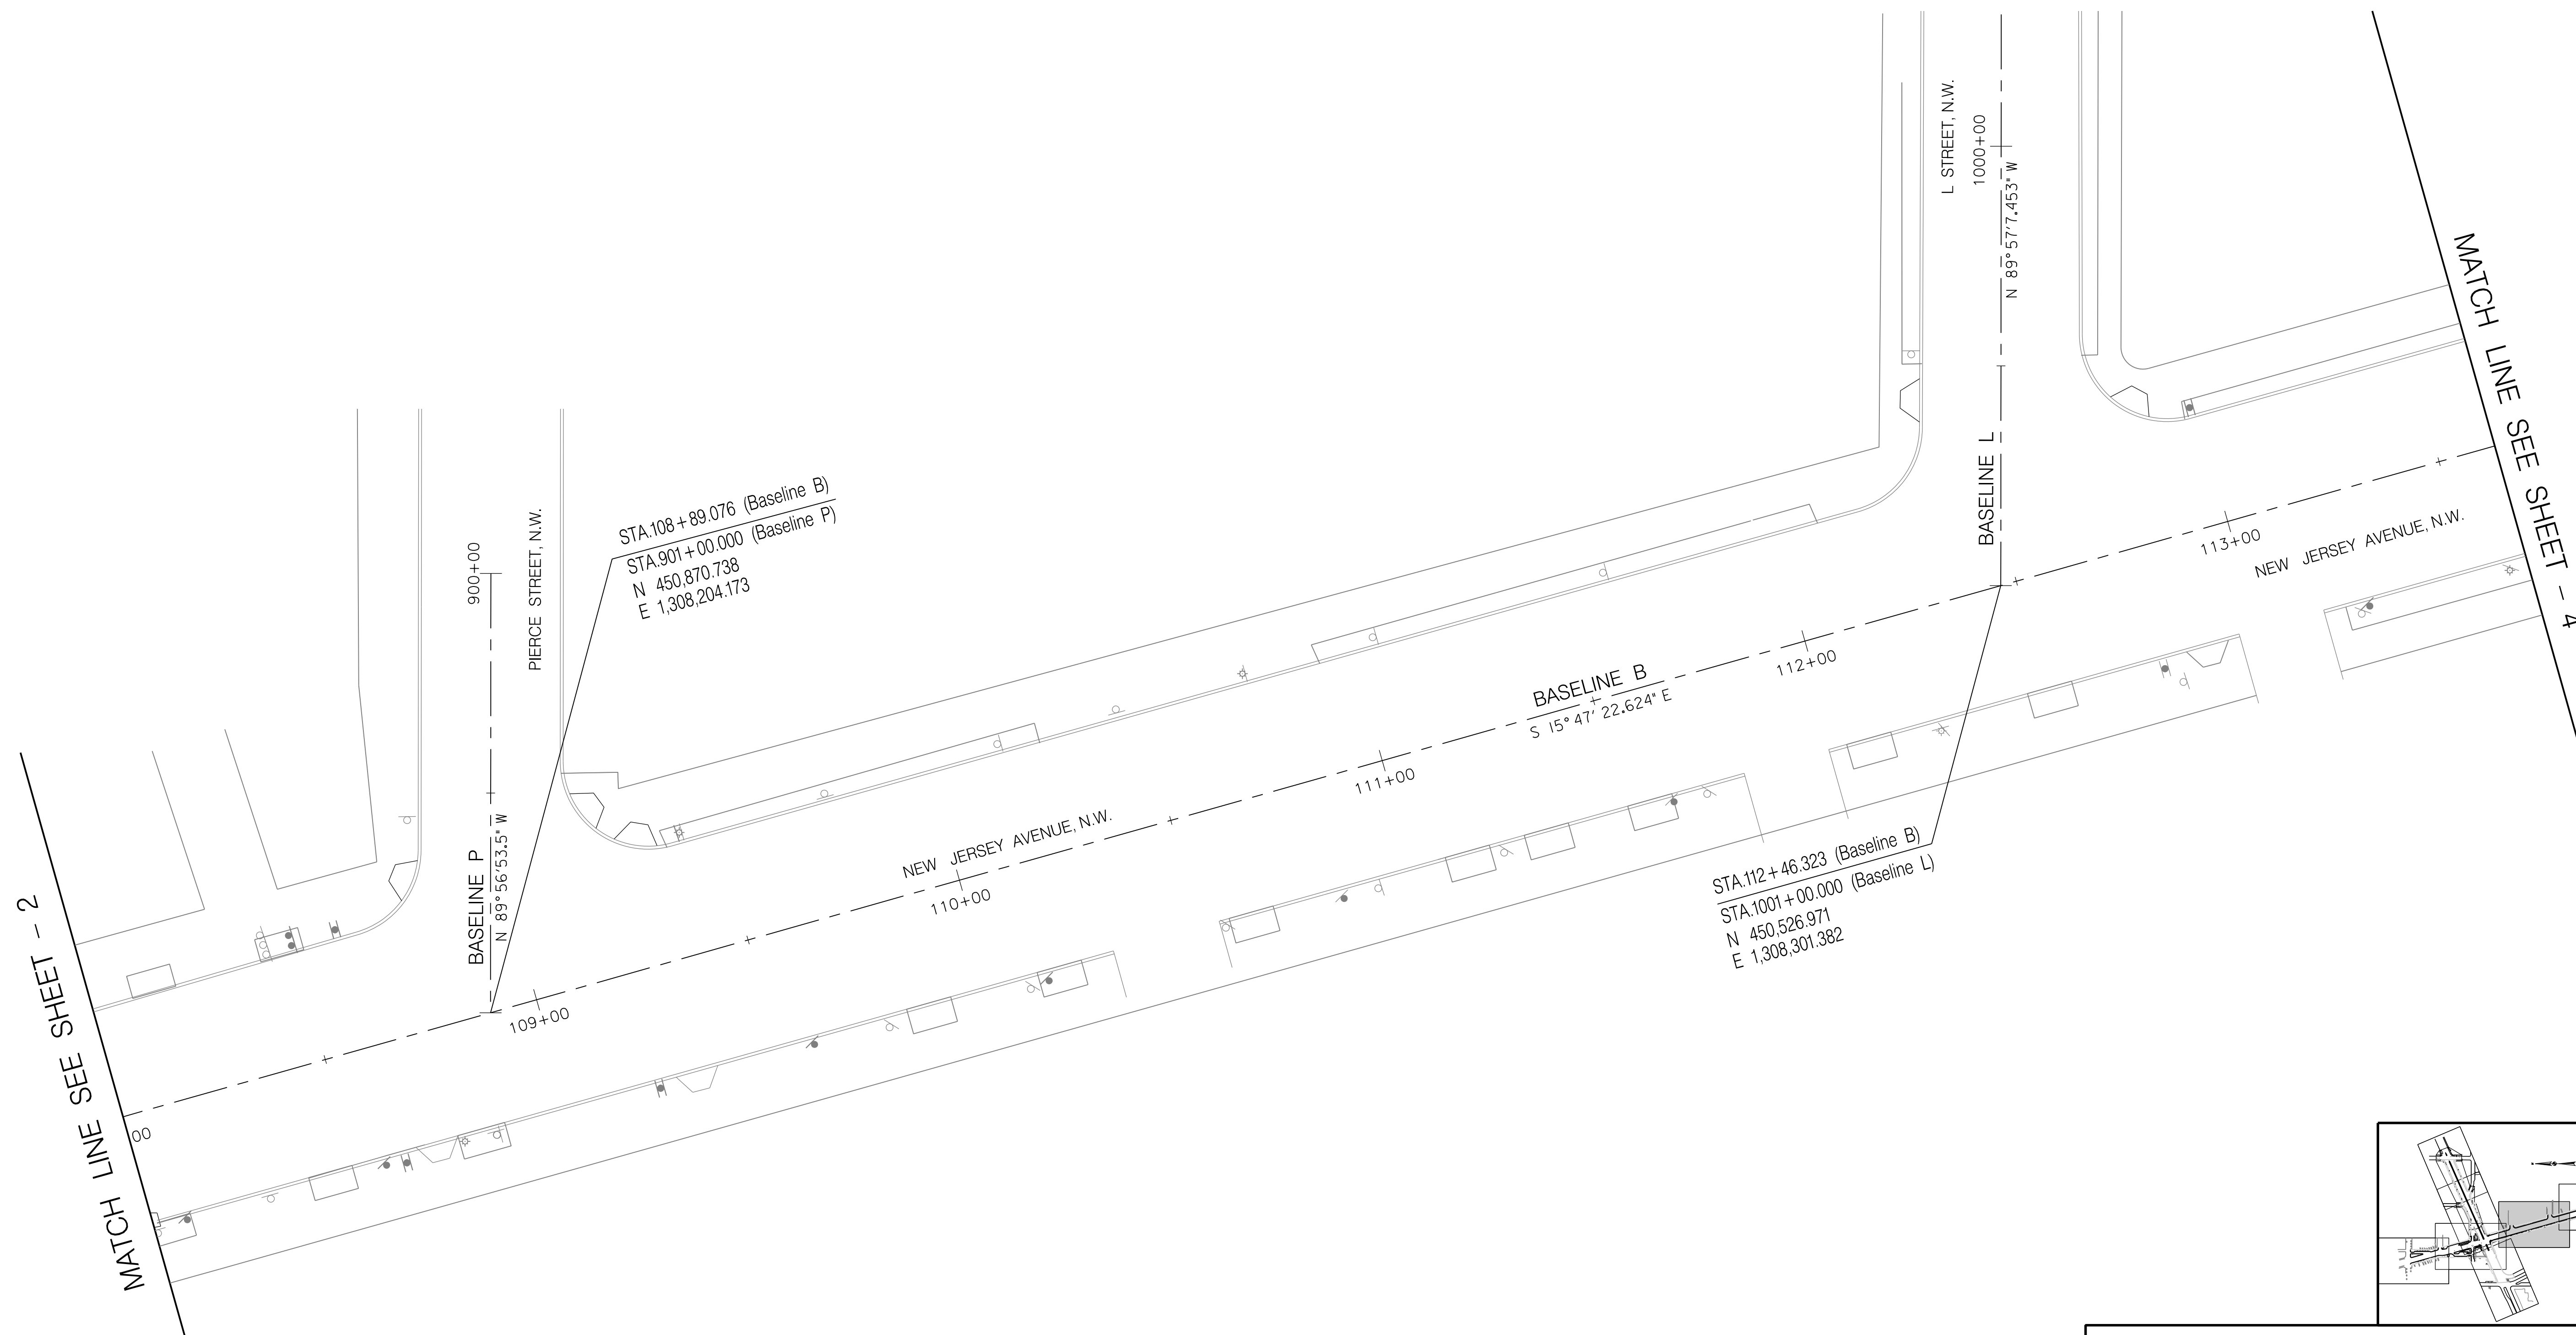 L STREET, N.W.
1000+00
N 89°57'7.453" W
BASELINE L
MATCH LINE SEE SHEET - 4
STA.108+89.076 (Baseline B)
STA.901+00.000 (Baseline P)
N 450,870.738
E 1,308,204.173
900+00
PIERCE STREET, N.W.
BASELINE P
N 89°56'53.5" W
113+00
NEW JERSEY AVENUE, N.W.
112+00
BASELINE B
S 15°47'22.624" E
111+00
NEW JERSEY AVENUE, N.W.
110+00
STA.112+46.323 (Baseline B)
STA.1001+00.000 (Baseline L)
N 450,526.971
E 1,308,301.382
109+00
00
MATCH LINE SEE SHEET - 2